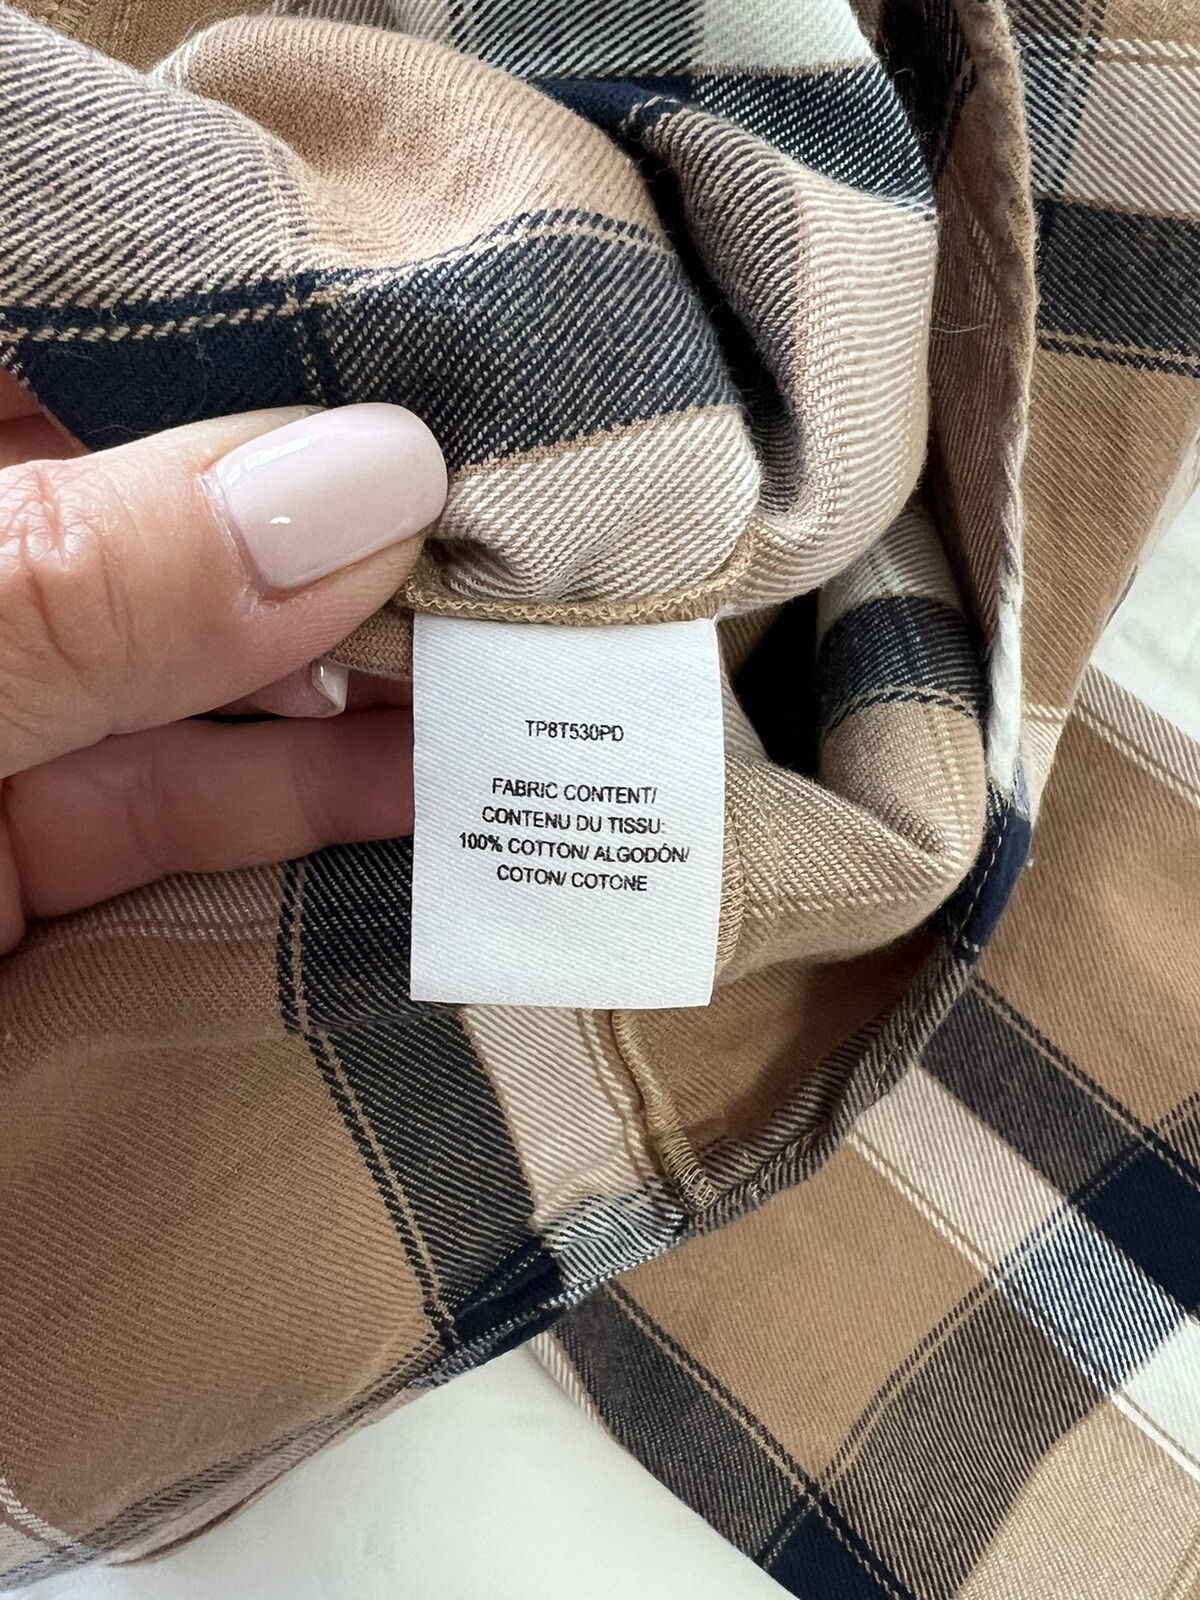 TP8T530PD
FABRIC CONTENT/
CONTENU DU TISSU:
100% COTTON/ ALGODÓN/
COTON/ COTONE